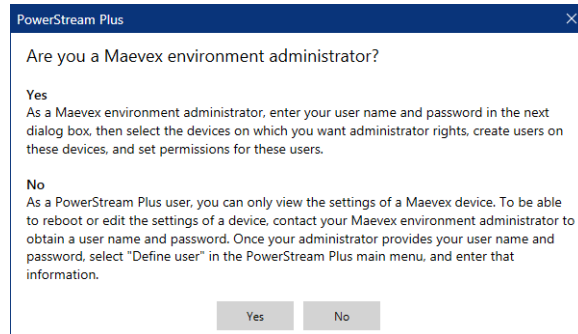 PowerStream Plus
Are you a Maevex environment administrator?
Yes
As a Maevex environment administrator, enter your user name and password in the next
dialog box, then select the devices on which you want administrator rights, create users on
these devices, and set permissions for these users.
No
As a PowerStream Plus user, you can only view the settings of a Maevex device. To be able
to reboot or edit the settings of a device, contact your Maevex environment administrator to
obtain a user name and password. Once your administrator provides your user name and
password, select "Define user" in the PowerStream Plus main menu, and enter that
information.
Yes No